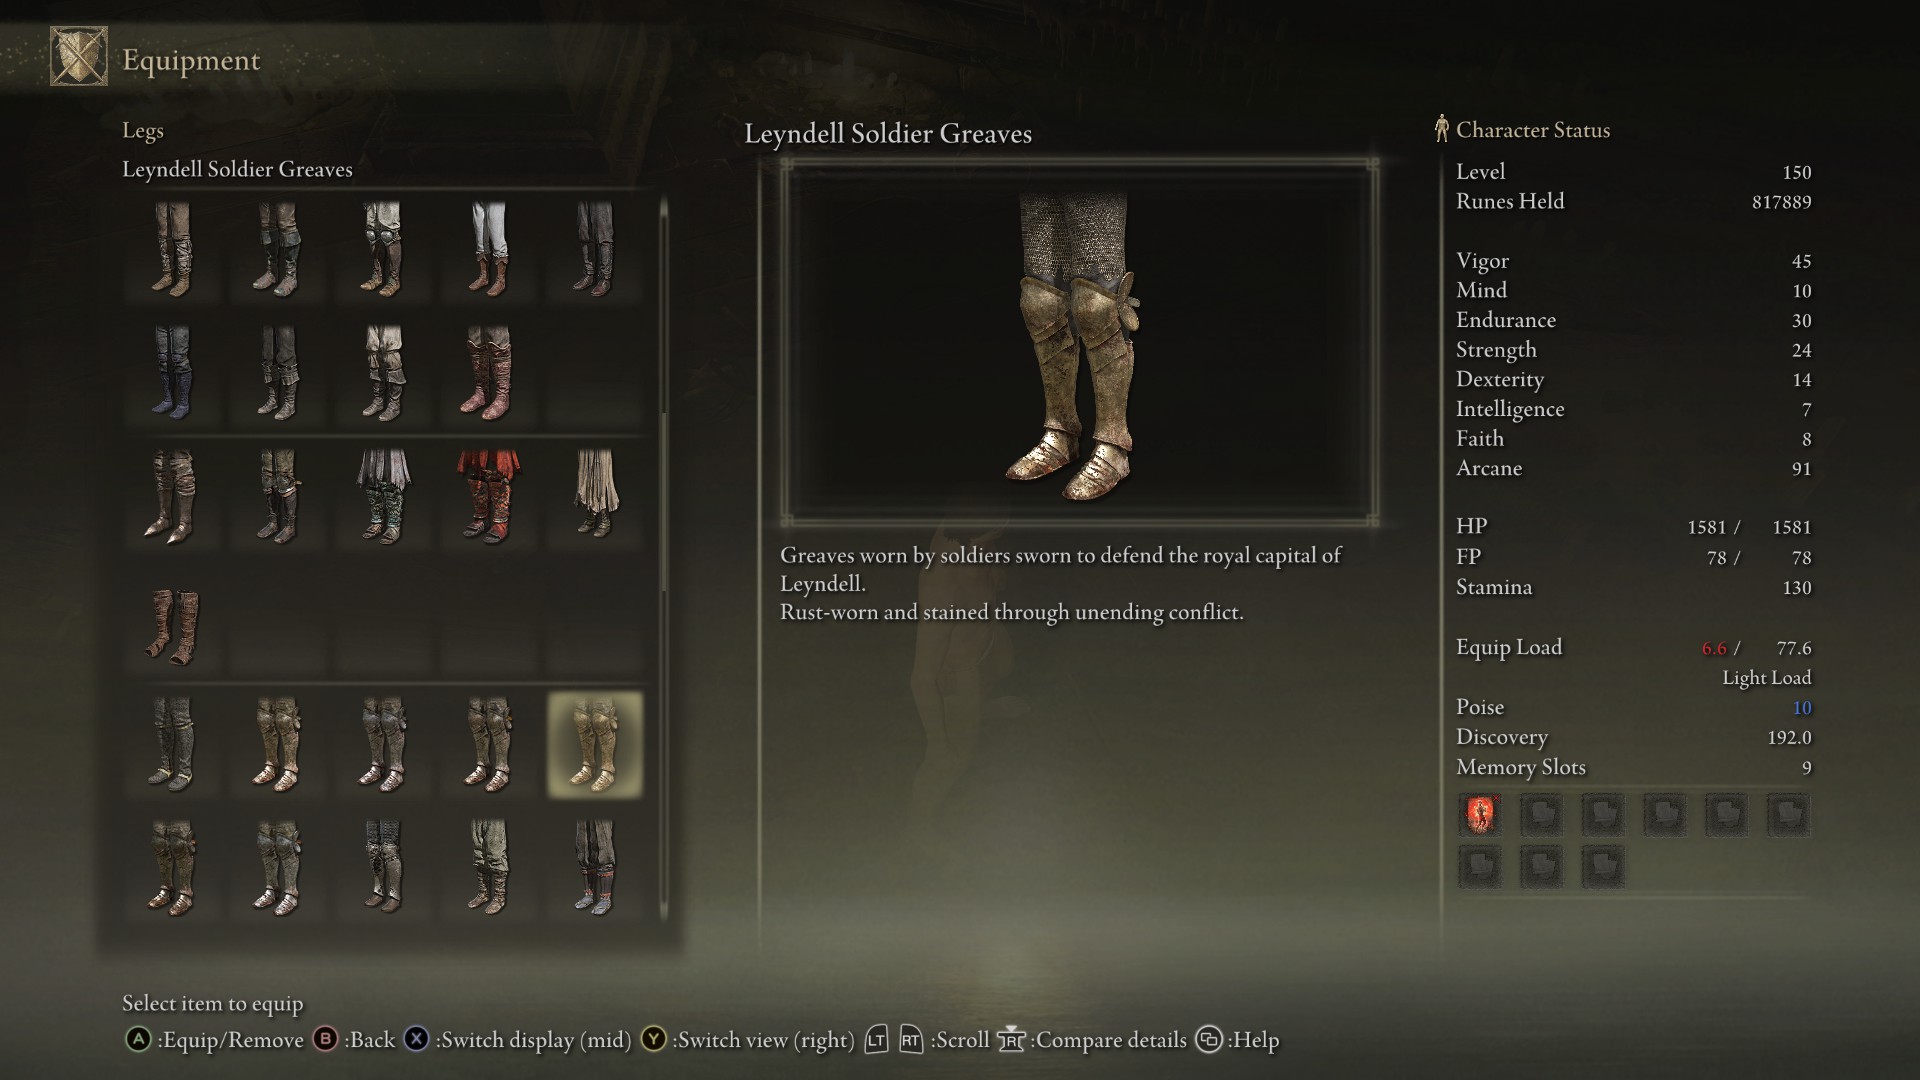 Equipment
Legs
Leyndell Soldier Greaves
Leyndell Soldier Greaves
Greaves worn by soldiers sworn to defend the royal capital of
Leyndell.
Rust-worn and stained through unending conflict.
Character Status
Level 150
Runes Held 817889
Vigor 45
Mind 10
Endurance 30
Strength 24
Dexterity 14
Intelligence 7
Faith 8
Arcane 91
HP 1581 / 1581
FP 78 / 78
Stamina 130
Equip Load 6.6 / 77.6
Light Load
Poise 10
Discovery 192.0
Memory Slots 9
Select item to equip
A :Equip/Remove B :Back X :Switch display (mid) Y :Switch view (right) LT RT :Scroll R :Compare details :Help